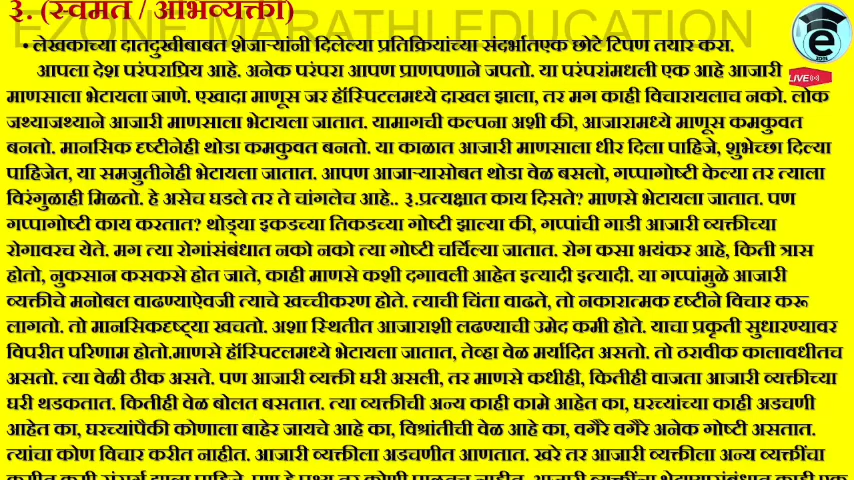 ३. (स्वमत / अभिव्यक्ती)
EZONE MARATHI EDUCATION
• लेखकाच्या दातदुखीबाबत शेजाऱ्यांनी दिलेल्या प्रतिक्रियांच्या संदर्भातएक छोटे टिपण तयार करा.
आपला देश परंपराप्रिय आहे. अनेक परंपरा आपण प्राणपणाने जपतो. या परंपरांमधली एक आहे आजारी
LIVE
माणसाला भेटायला जाणे. एखादा माणूस जर हॉस्पिटलमध्ये दाखल झाला, तर मग काही विचारायलाच नको. लोक
जथ्याजथ्याने आजारी माणसाला भेटायला जातात. यामागची कल्पना अशी की, आजारामध्ये माणूस कमकुवत
बनतो. मानसिक दृष्टीनेही थोडा कमकुवत बनतो. या काळात आजारी माणसाला धीर दिला पाहिजे, शुभेच्छा दिल्या
पाहिजेत, या समजुतीनेही भेटायला जातात. आपण आजाऱ्यासोबत थोडा वेळ बसलो, गप्पागोष्टी केल्या तर त्याला
विरंगुळाही मिळतो. हे असेच घडले तर ते चांगलेच आहे.. ३.प्रत्यक्षात काय दिसते? माणसे भेटायला जातात. पण
गप्पागोष्टी काय करतात? थोड्या इकडच्या तिकडच्या गोष्टी झाल्या की, गप्पांची गाडी आजारी व्यक्तीच्या
रोगावरच येते. मग त्या रोगांसंबंधात नको नको त्या गोष्टी चर्चिल्या जातात. रोग कसा भयंकर आहे, किती त्रास
होतो, नुकसान कसकसे होत जाते, काही माणसे कशी दगावली आहेत इत्यादी इत्यादी. या गप्पांमुळे आजारी
व्यक्तीचे मनोबल वाढण्याऐवजी त्याचे खच्चीकरण होते. त्याची चिंता वाढते, तो नकारात्मक दृष्टीने विचार करू
लागतो. तो मानसिकदृष्ट्या खचतो. अशा स्थितीत आजाराशी लढण्याची उमेद कमी होते. याचा प्रकृती सुधारण्यावर
विपरीत परिणाम होतो.माणसे हॉस्पिटलमध्ये भेटायला जातात, तेव्हा वेळ मर्यादित असतो. तो ठरावीक कालावधीतच
असतो. त्या वेळी ठीक असते. पण आजारी व्यक्ती घरी असली, तर माणसे कधीही, कितीही वाजता आजारी व्यक्तीच्या
घरी थडकतात. कितीही वेळ बोलत बसतात. त्या व्यक्तीची अन्य काही कामे आहेत का, घरच्यांच्या काही अडचणी
आहेत का, घरच्यांपैकी कोणाला बाहेर जायचे आहे का, विश्रांतीची वेळ आहे का, वगैरे वगैरे अनेक गोष्टी असतात.
त्यांचा कोण विचार करीत नाहीत. आजारी व्यक्तीला अडचणीत आणतात. खरे तर आजारी व्यक्तीला अन्य व्यक्तींचा